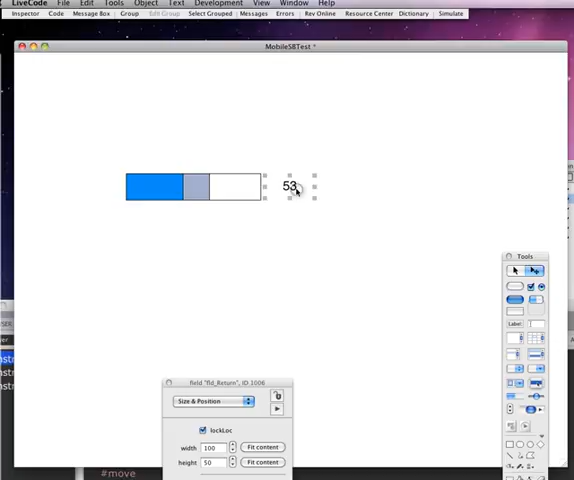 LiveCode File Edit Tools Object Text Development View Window Help
Inspector Code Message Box Group Edit Group Select Grouped Messages Errors Rev Online Resource Center Dictionary Simulate
MobileSBTest *
53
Tools
Label:
field "fld_Return", ID 1006
Size & Position
lockLoc
width 100 Fit content
height 50 Fit content
#move